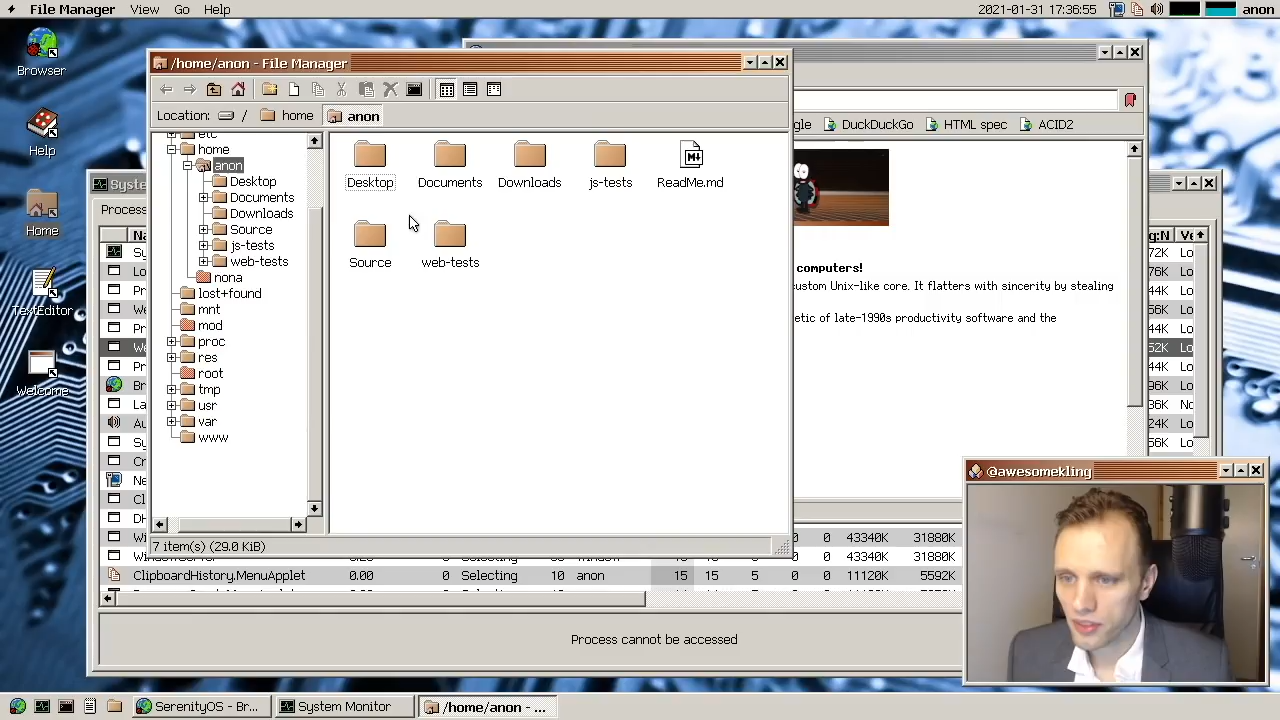 File Manager View Go Help 2021-01-31 17:36:55 anon
Browser
Help
Home
TextEditor
Welcome
/home/anon - File Manager
Location: / home anon
etc
home
anon
Desktop
Documents
Downloads
Source
js-tests
web-tests
nona
lost+found
mnt
mod
proc
res
root
tmp
usr
var
www
Desktop Documents Downloads js-tests ReadMe.md
Source web-tests
7 item(s) (29.0 KiB)
DuckDuckGo HTML spec ACID2
computers!
custom Unix-like core. It flatters with sincerity by stealing
of late-1990s productivity software and the
0 0 43340K 31880K
ClipboardHistory.MenuApplet 0.00 0 Selecting 10 anon 15 15 5 0 0 11120K 5592K
Process cannot be accessed
@awesomekling
SerenityOS - Br... System Monitor /home/anon - ...